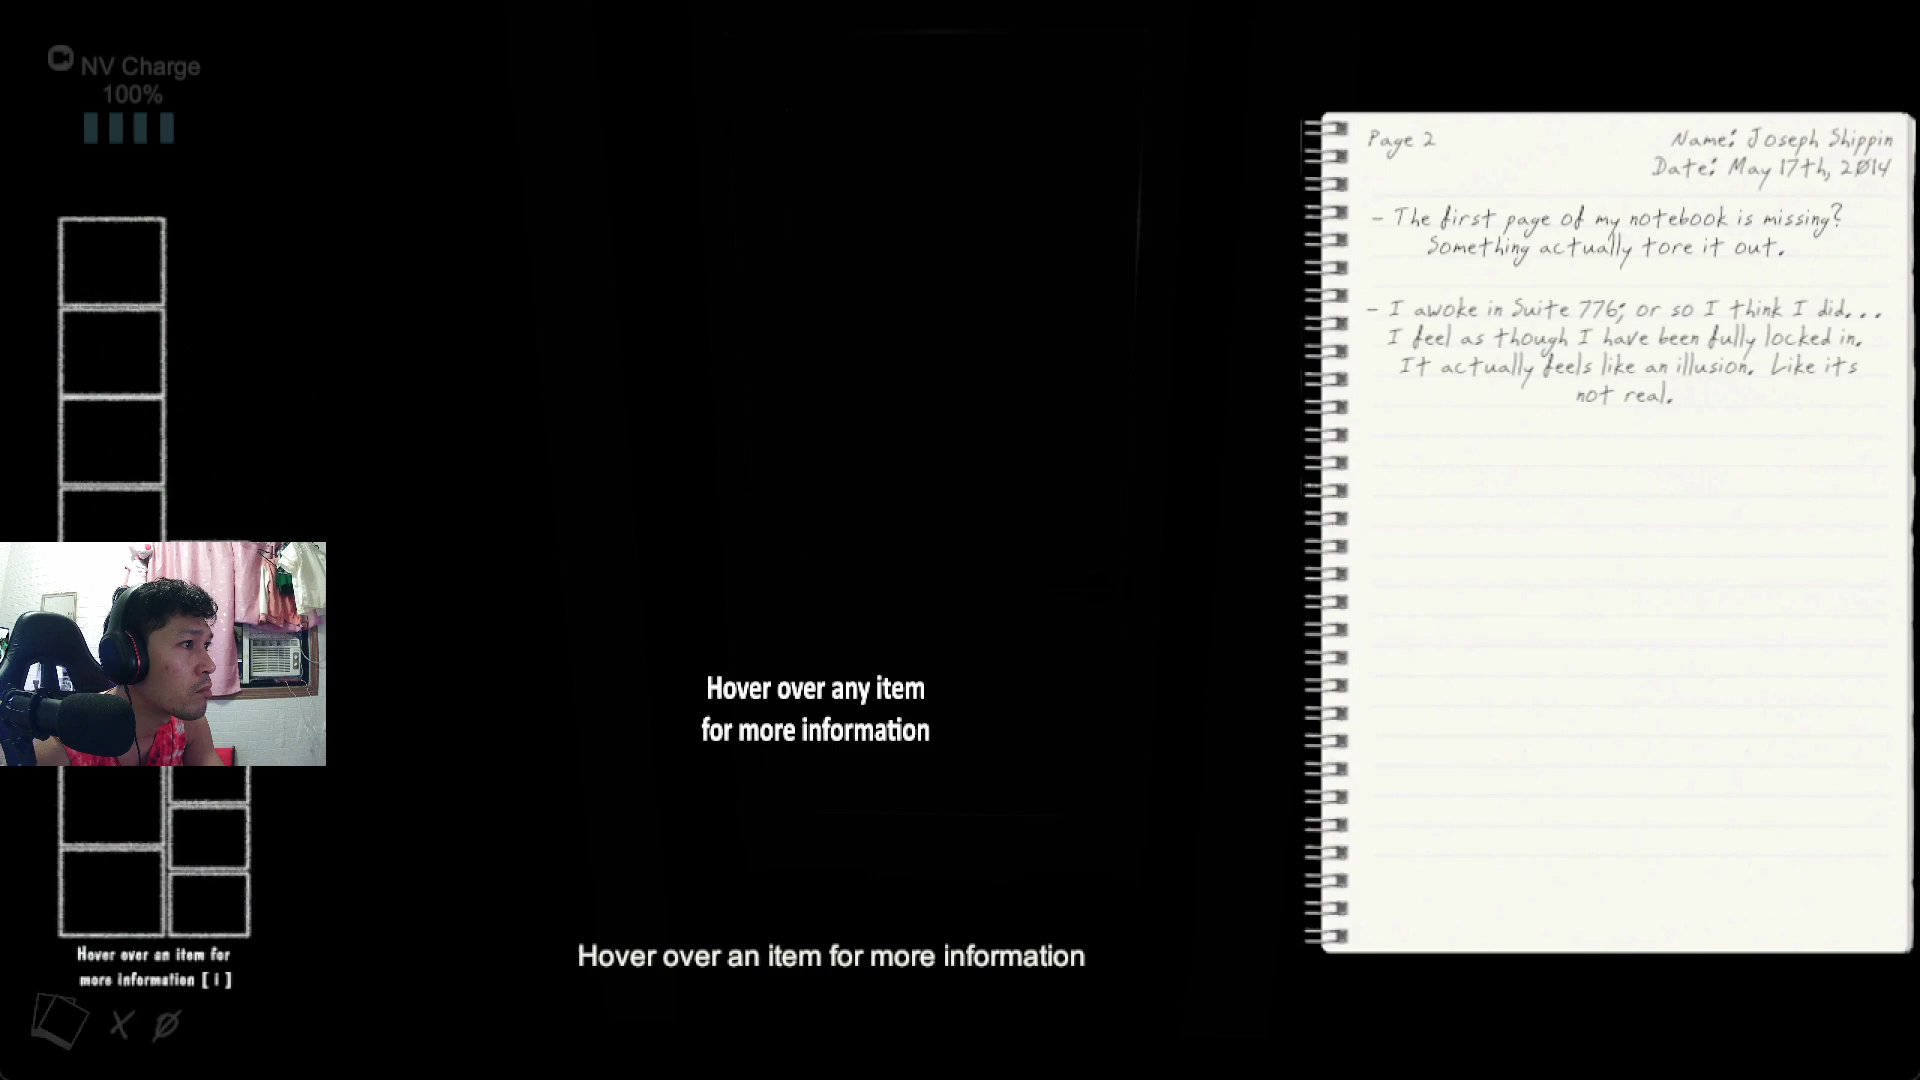 NV Charge
100%
Page 2
Name: Joseph Shippin
Date: May 17th, 2014
- The first page of my notebook is missing?
Something actually tore it out.
- I awoke in Suite 776; or so I think I did...
I feel as though I have been fully locked in.
It actually feels like an illusion. Like its
not real.
Hover over any item
for more information
Hover over an item for more information
Hover over an item for
more information [ i ]
X 0